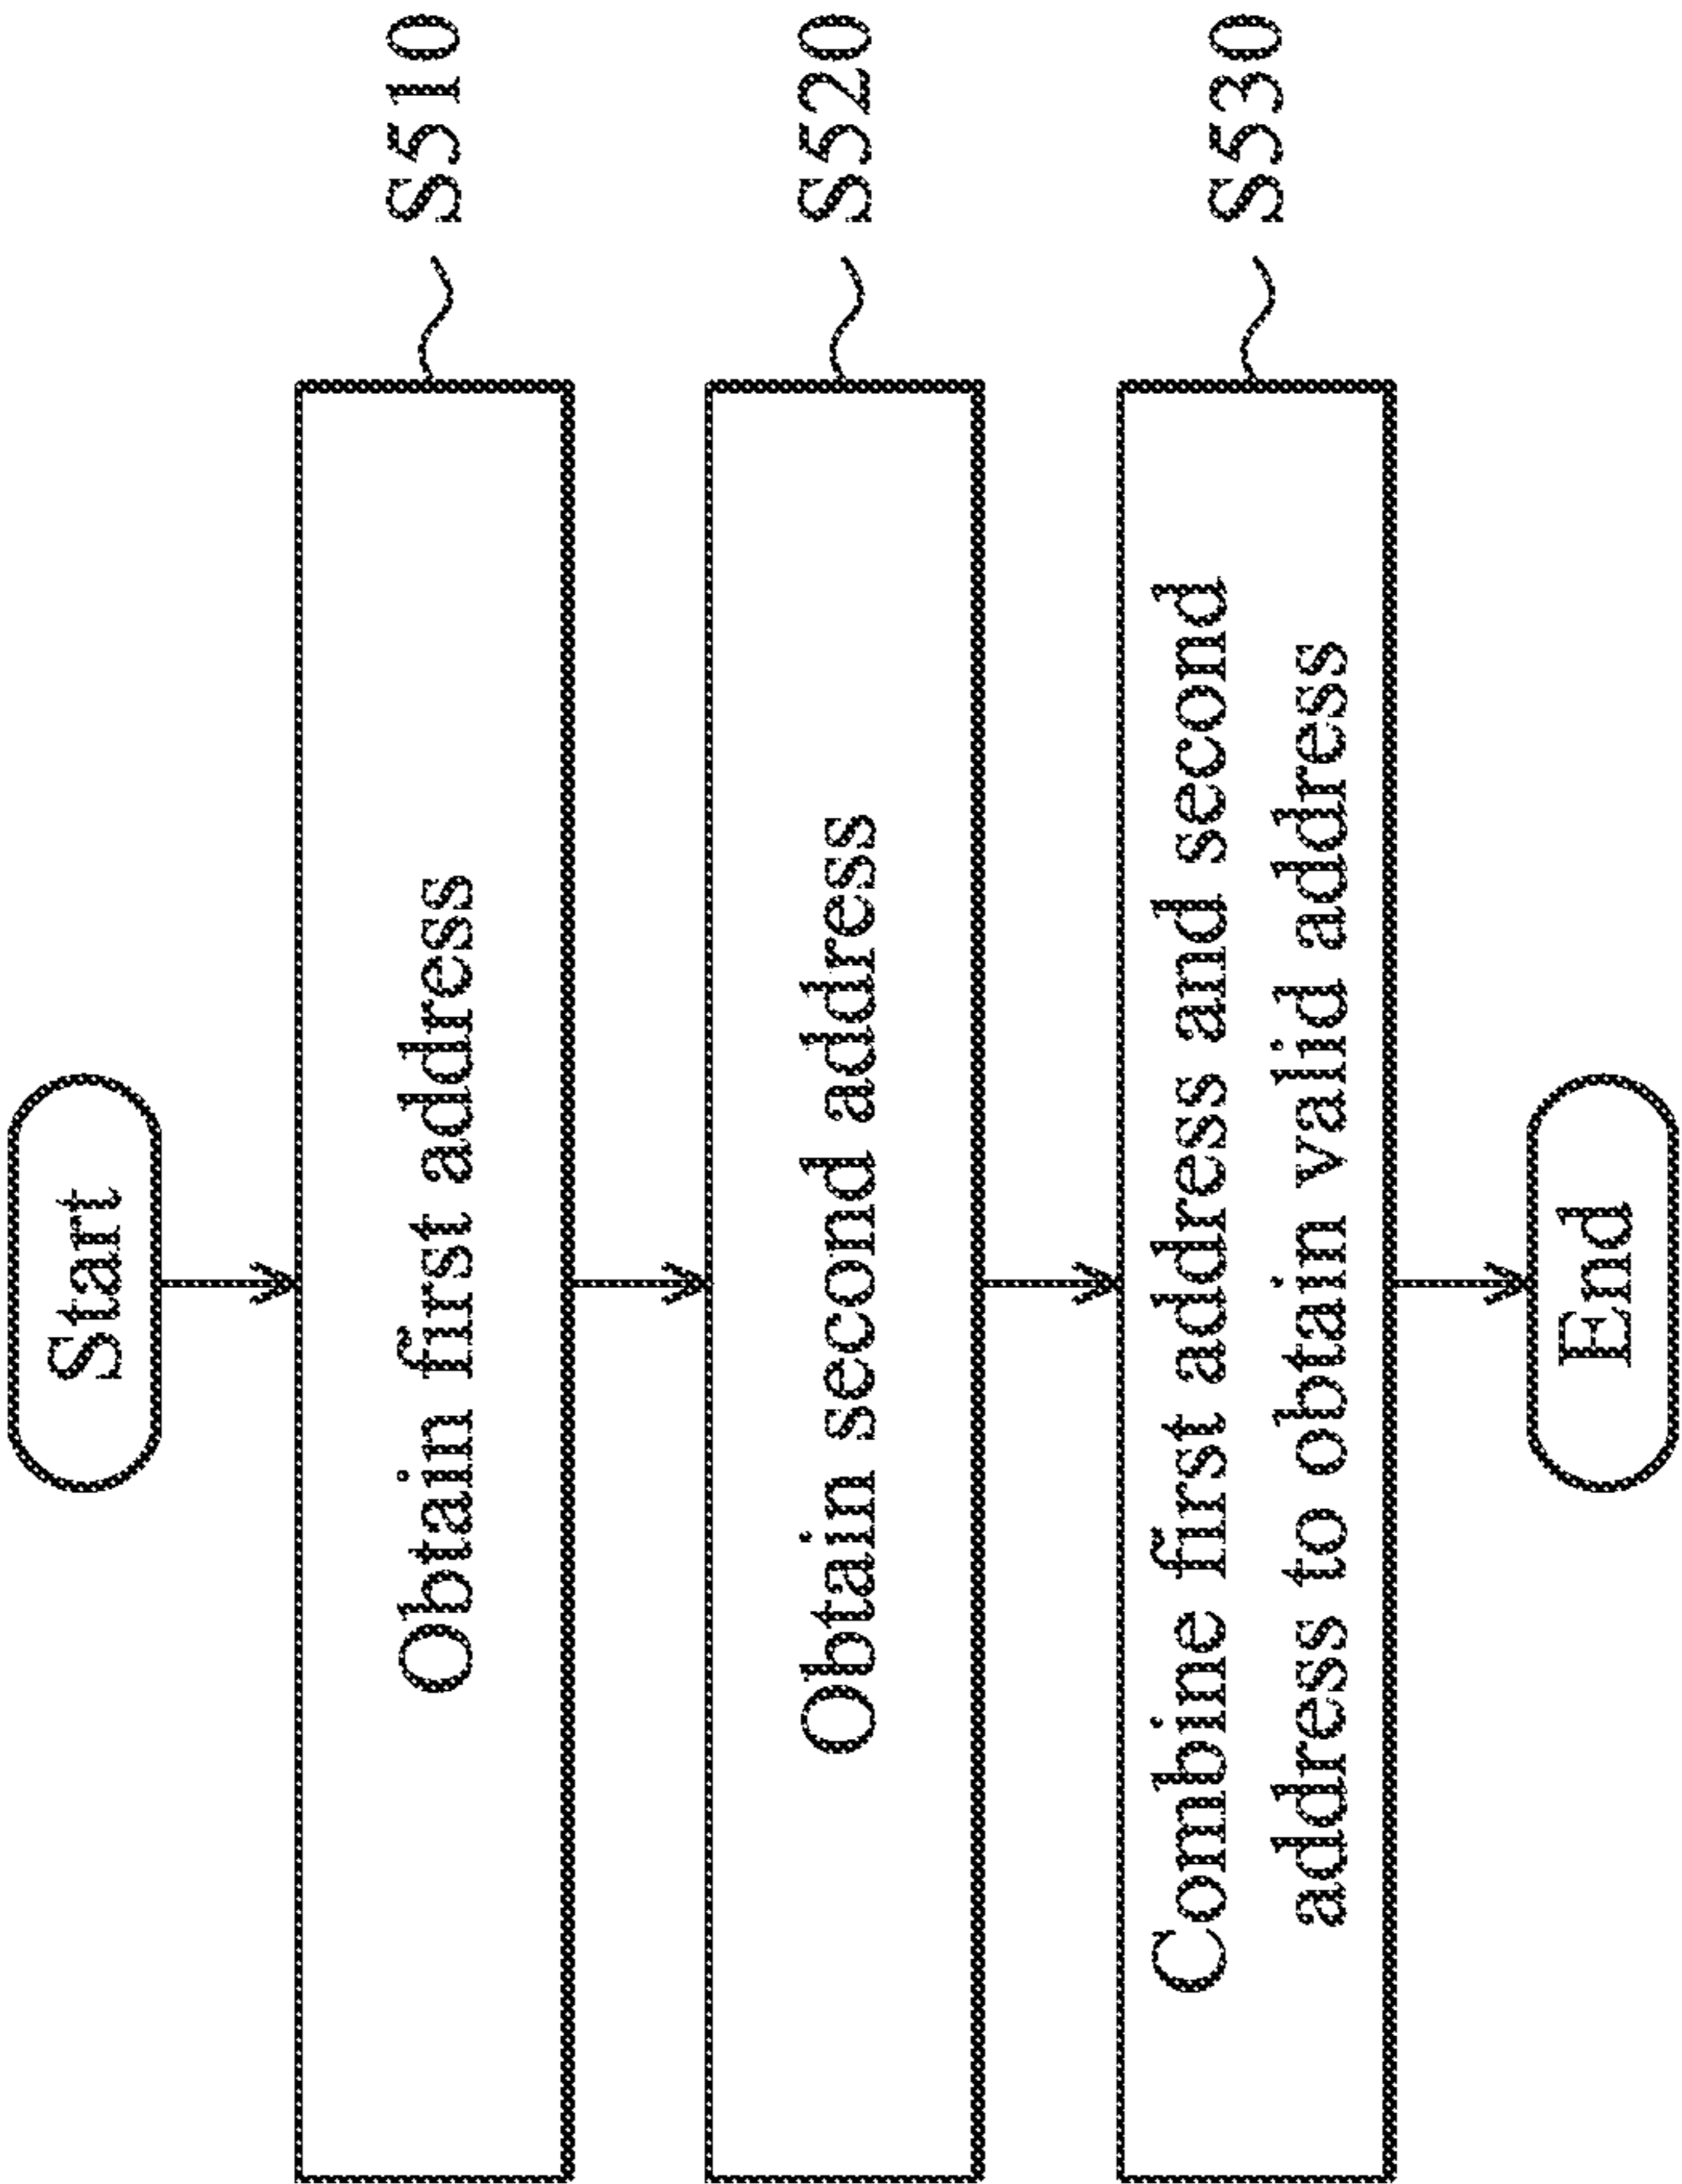 Start
Obtain first address
S510
Obtain second address
S520
Combine first address and second
address to obtain valid address
S530
End